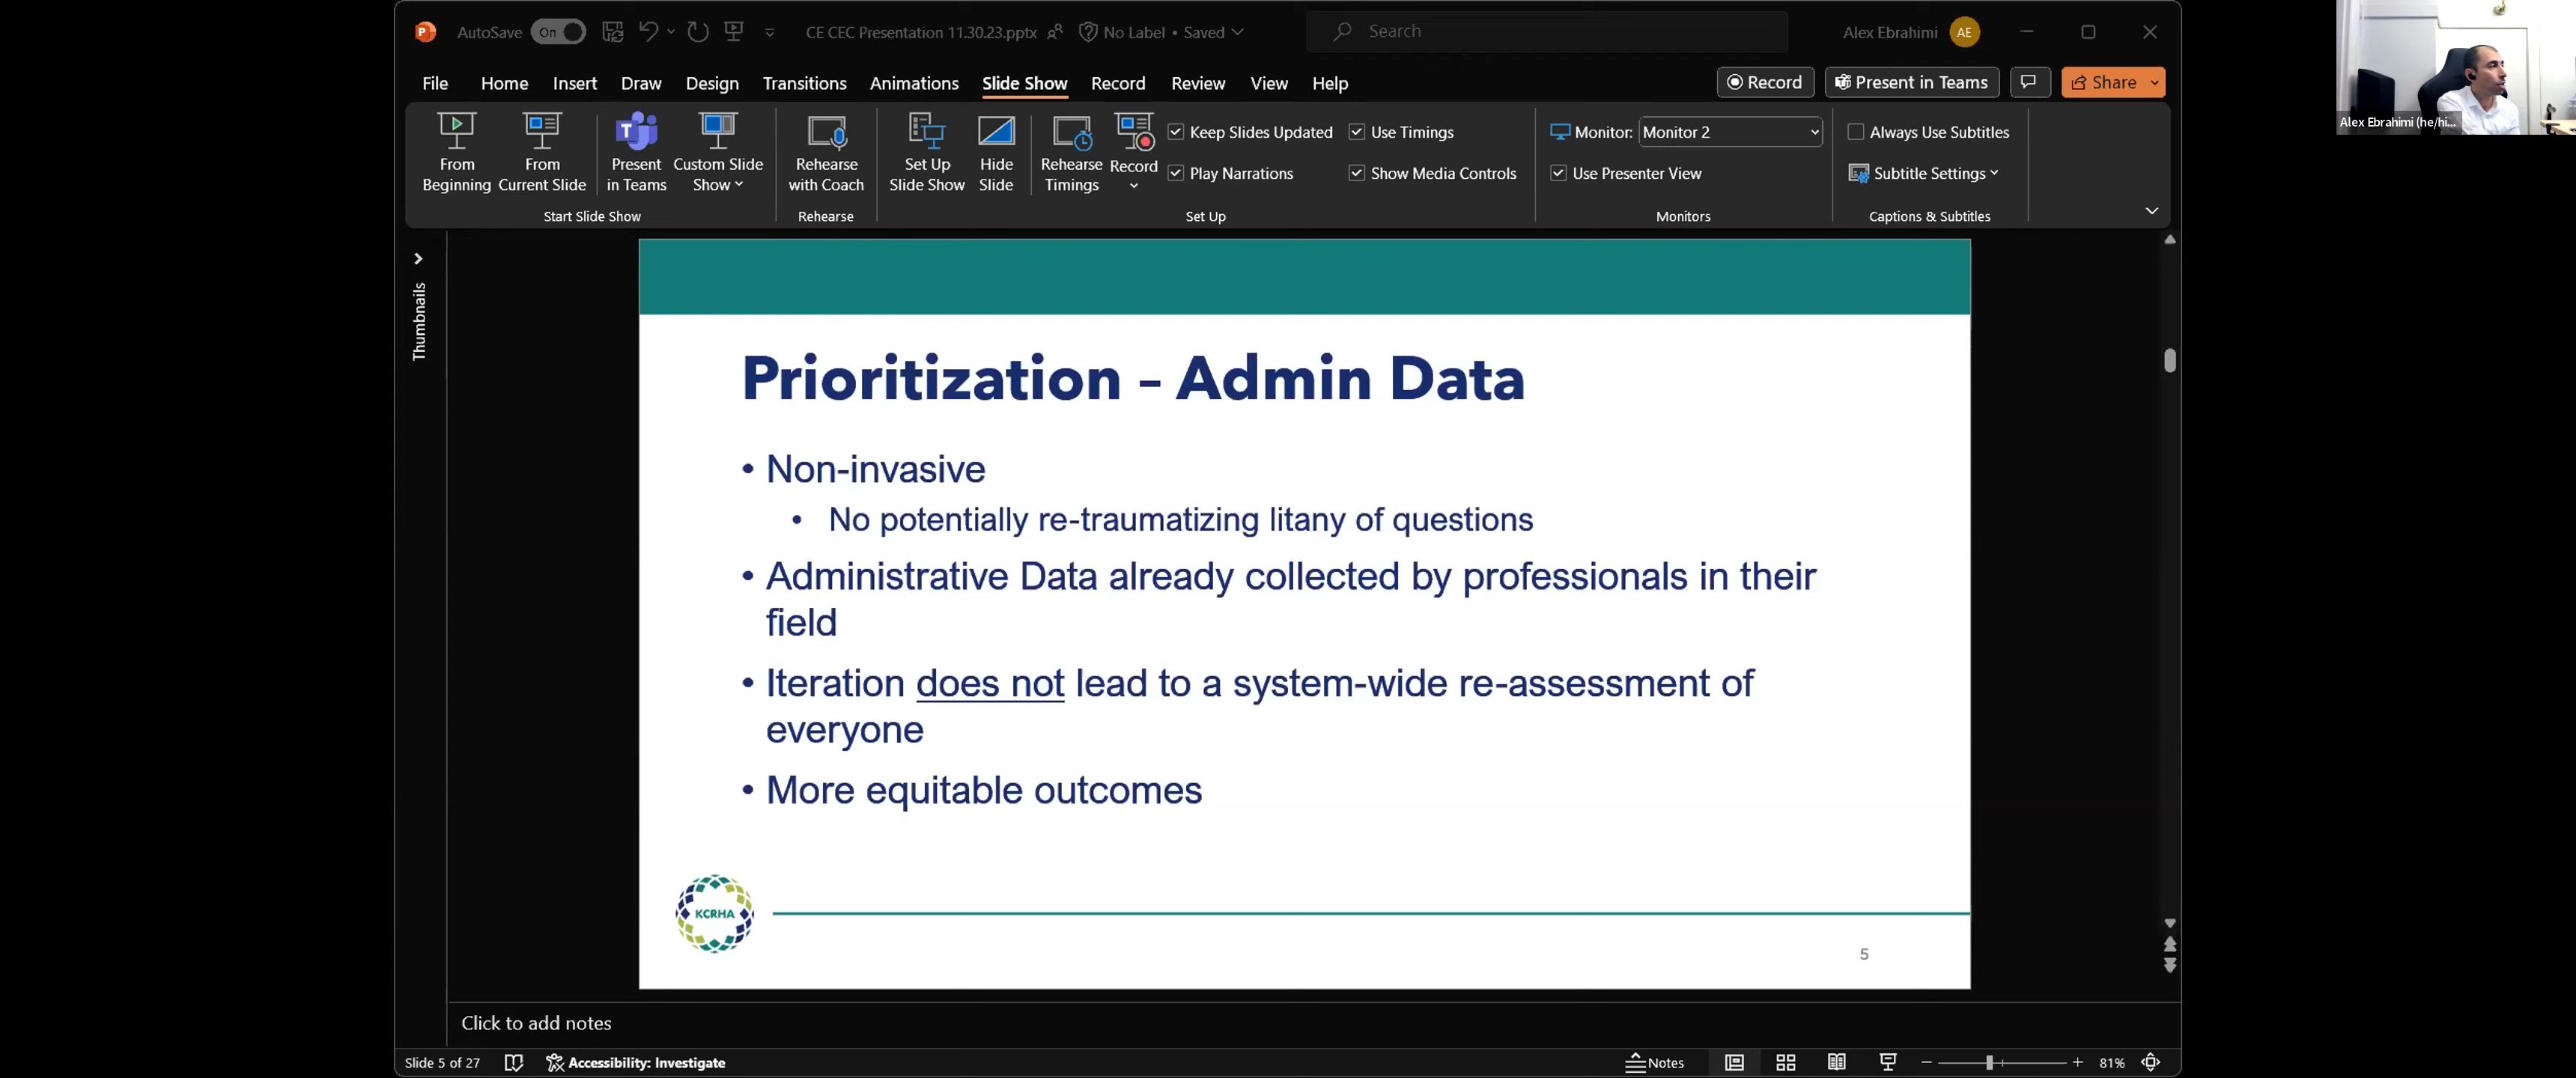 AutoSave On CE CEC Presentation 11.30.23.pptx No Label • Saved Search Alex Ebrahimi AE
File Home Insert Draw Design Transitions Animations Slide Show Record Review View Help Record Present in Teams Share
From Beginning
From Current Slide
Present in Teams
Custom Slide Show
Start Slide Show
Rehearse with Coach
Rehearse
Set Up Slide Show
Hide Slide
Rehearse Timings
Record
Keep Slides Updated Use Timings
Play Narrations Show Media Controls
Set Up
Monitor: Monitor 2
Use Presenter View
Monitors
Always Use Subtitles
Subtitle Settings
Captions & Subtitles
Alex Ebrahimi (he/hi...
Thumbnails
Prioritization – Admin Data
• Non-invasive
• No potentially re-traumatizing litany of questions
• Administrative Data already collected by professionals in their
field
• Iteration does not lead to a system-wide re-assessment of
everyone
• More equitable outcomes
KCRHA
5
Click to add notes
Slide 5 of 27 Accessibility: Investigate Notes 81%